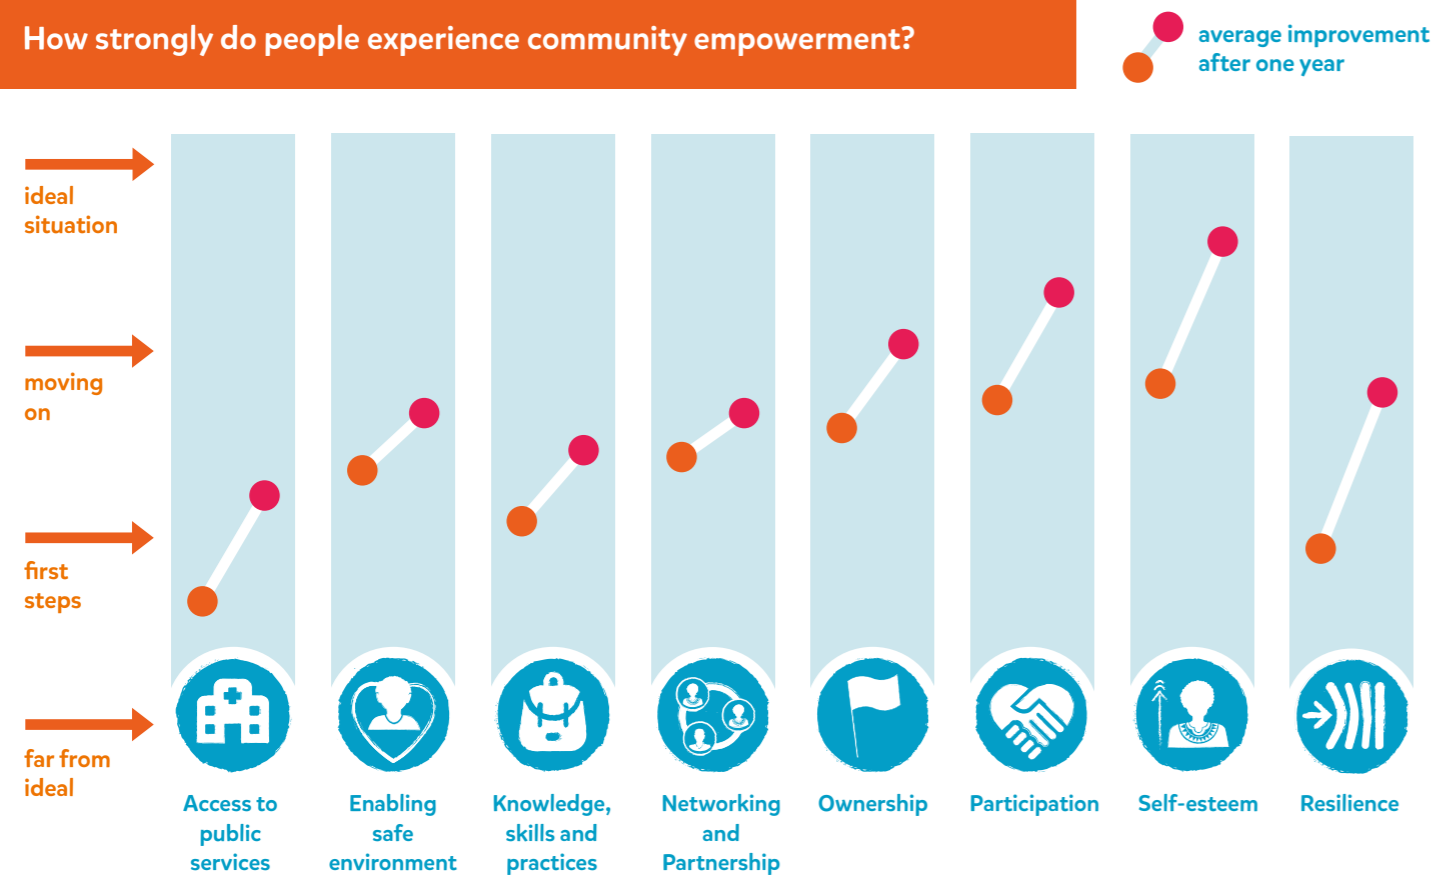 How strongly do people experience community empowerment?
average improvement
after one year
ideal
situation
moving
on
first
steps
far from
ideal
Access to
public
services
Enabling
safe
environment
Knowledge,
skills and
practices
Networking
and
Partnership
Ownership
Participation
Self-esteem
Resilience